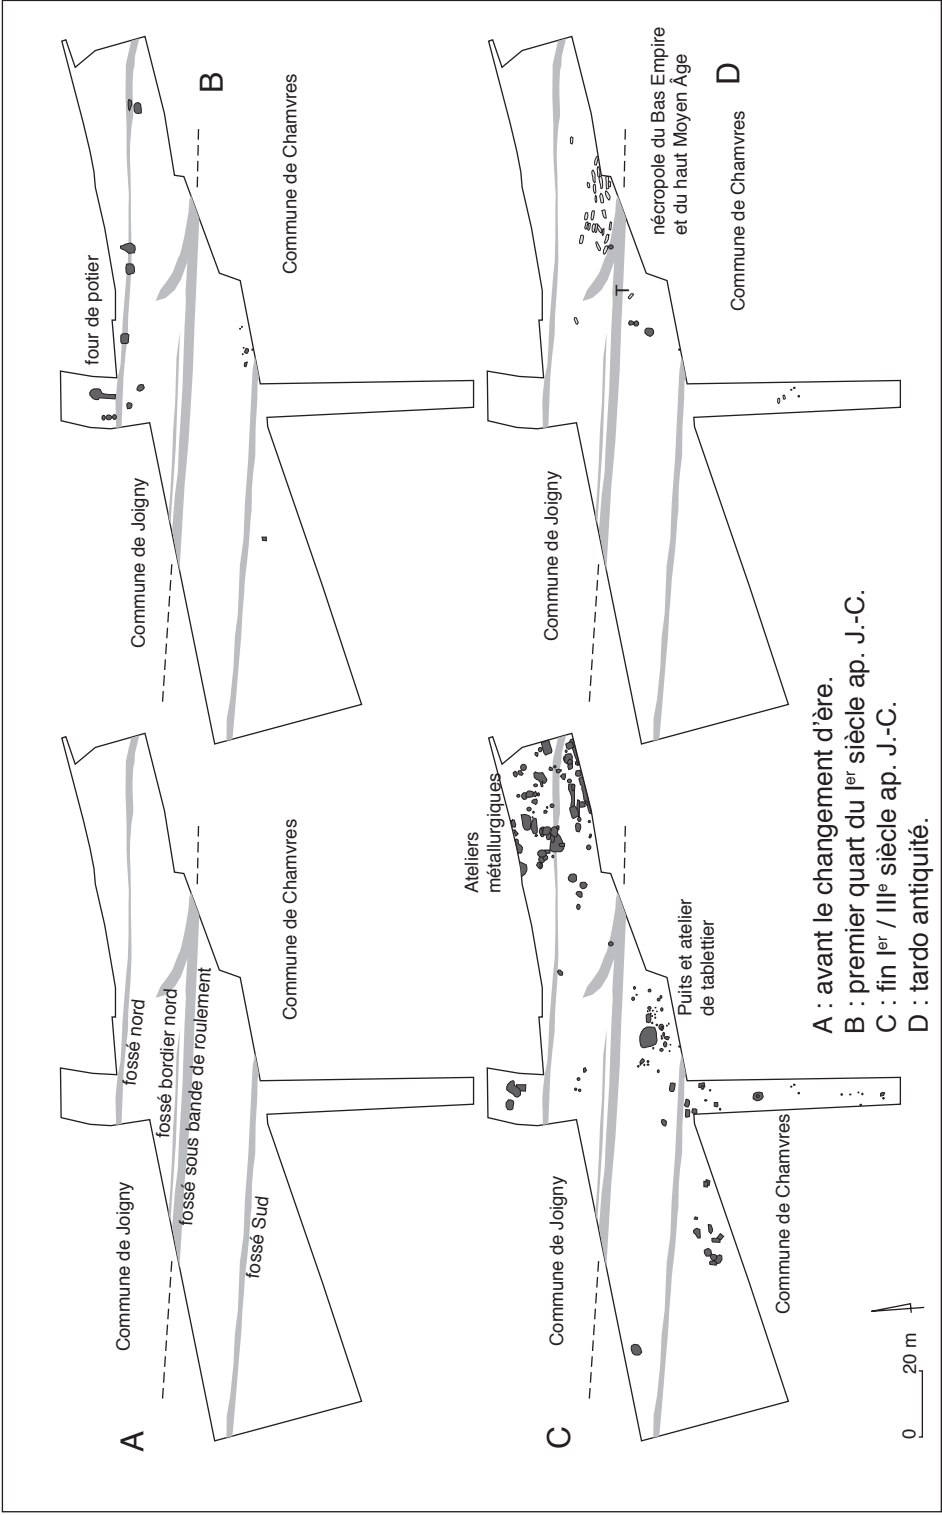 A
Commune de Joigny
fossé nord
fossé bordier nord
fossé sous bande de roulement
fossé Sud
Commune de Chamvres
B
four de potier
Commune de Joigny
Commune de Chamvres
C
Ateliers
métallurgiques
Commune de Joigny
Puits et atelier
de tablettier
Commune de Chamvres
D
Commune de Joigny
T
nécropole du Bas Empire
et du haut Moyen Âge
Commune de Chamvres
0 20 m
A : avant le changement d'ère.
B : premier quart du Ier siècle ap. J.-C.
C : fin Ier / IIIe siècle ap. J.-C.
D : tardo antiquité.